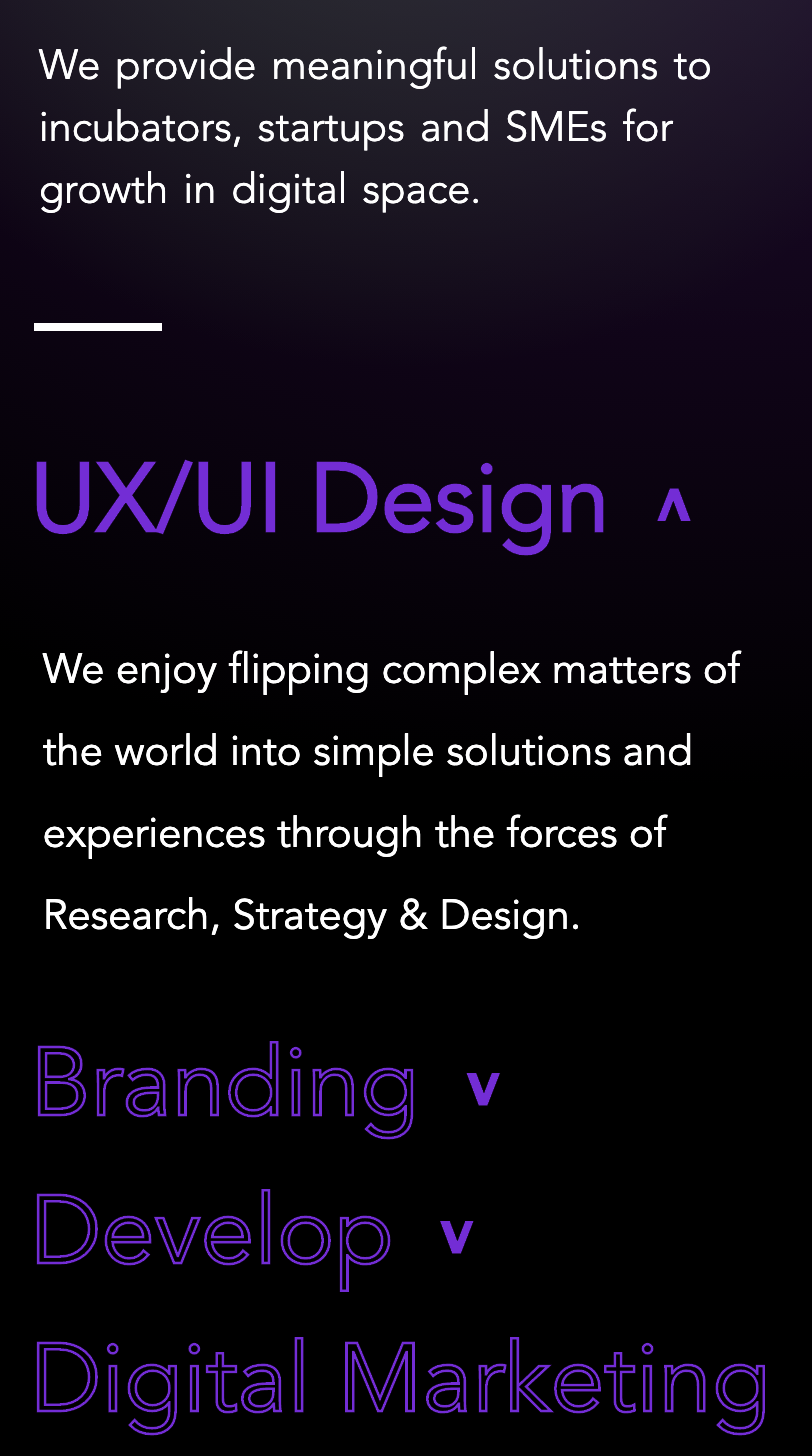 We provide meaningful solutions to
incubators, startups and SMEs for
growth in digital space.
UX/UI Design
We enjoy flipping complex matters of
the world into simple solutions and
experiences through the forces of
Research, Strategy & Design.
Branding
Develop
Digital Marketing